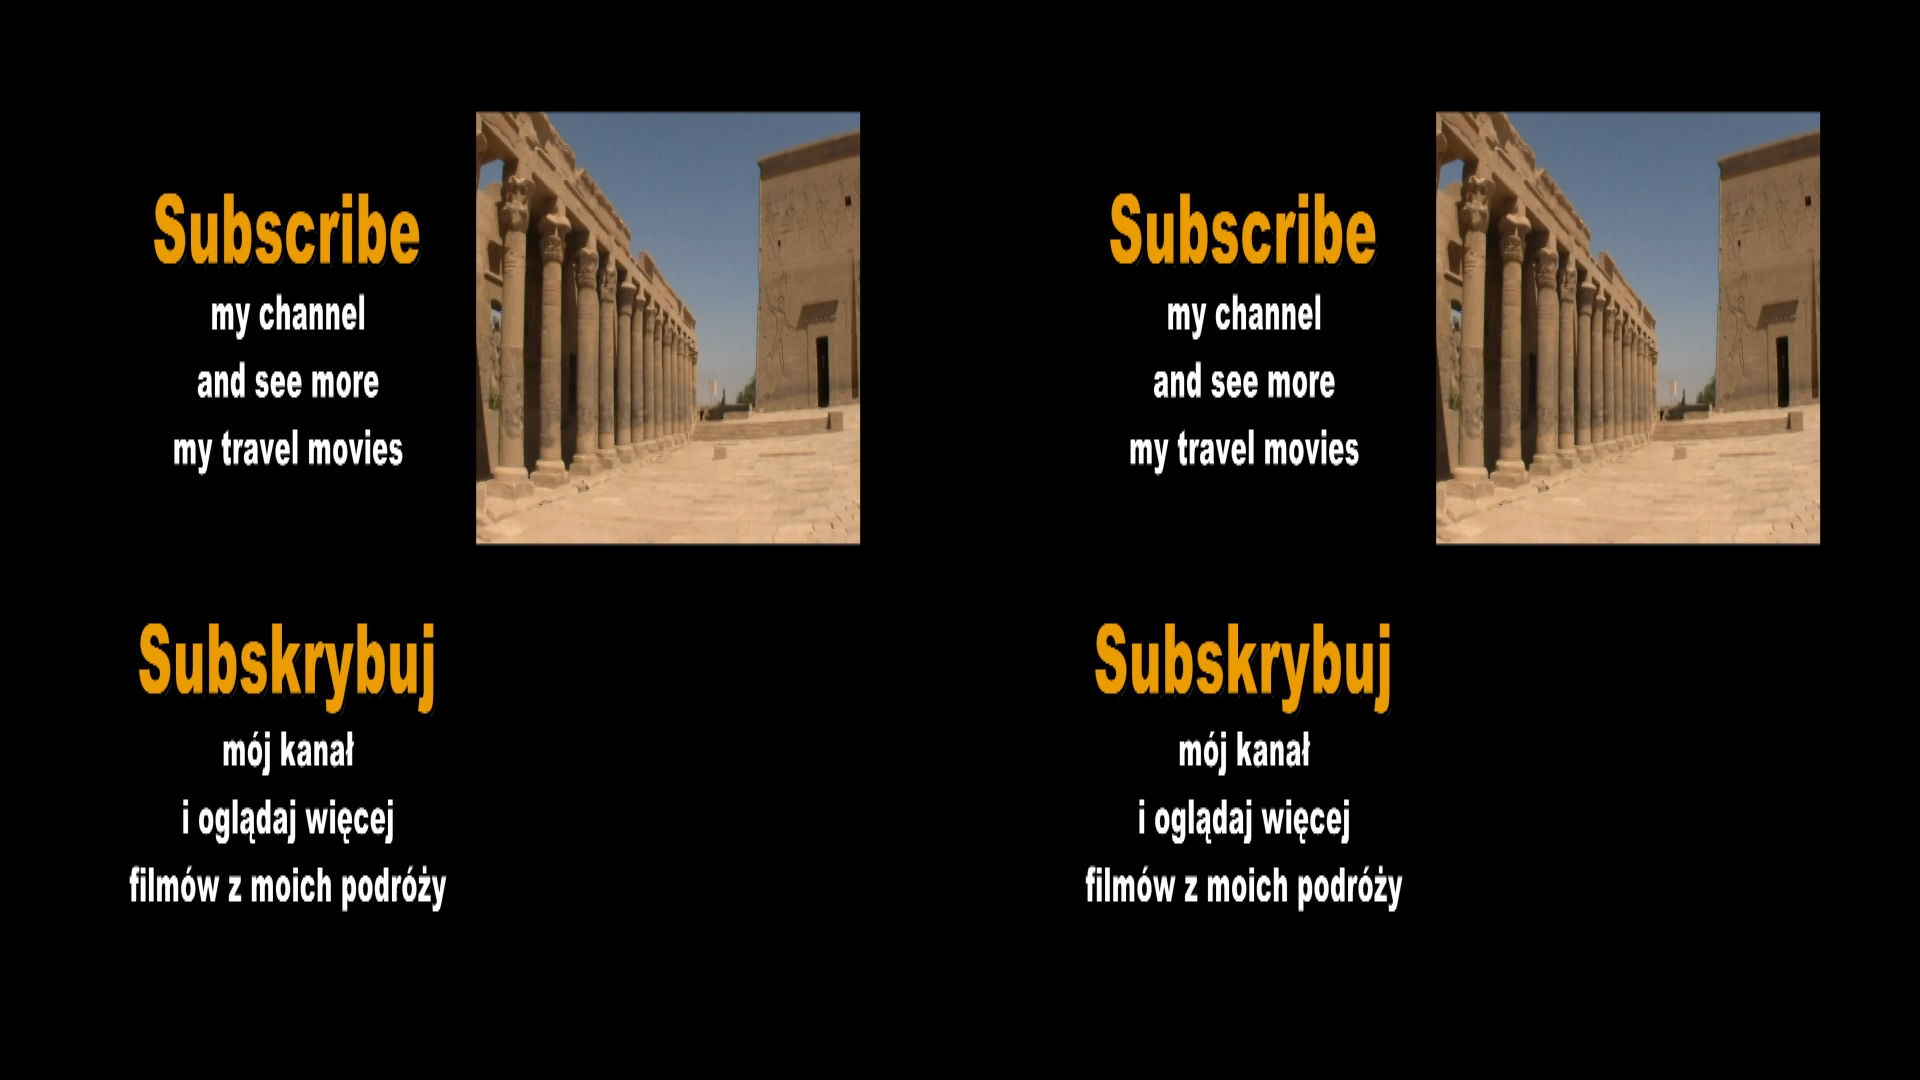 Subscribe
my channel
and see more
my travel movies
Subskrybuj
mój kanał
i oglądaj więcej
filmów z moich podróży
Subscribe
my channel
and see more
my travel movies
Subskrybuj
mój kanał
i oglądaj więcej
filmów z moich podróży